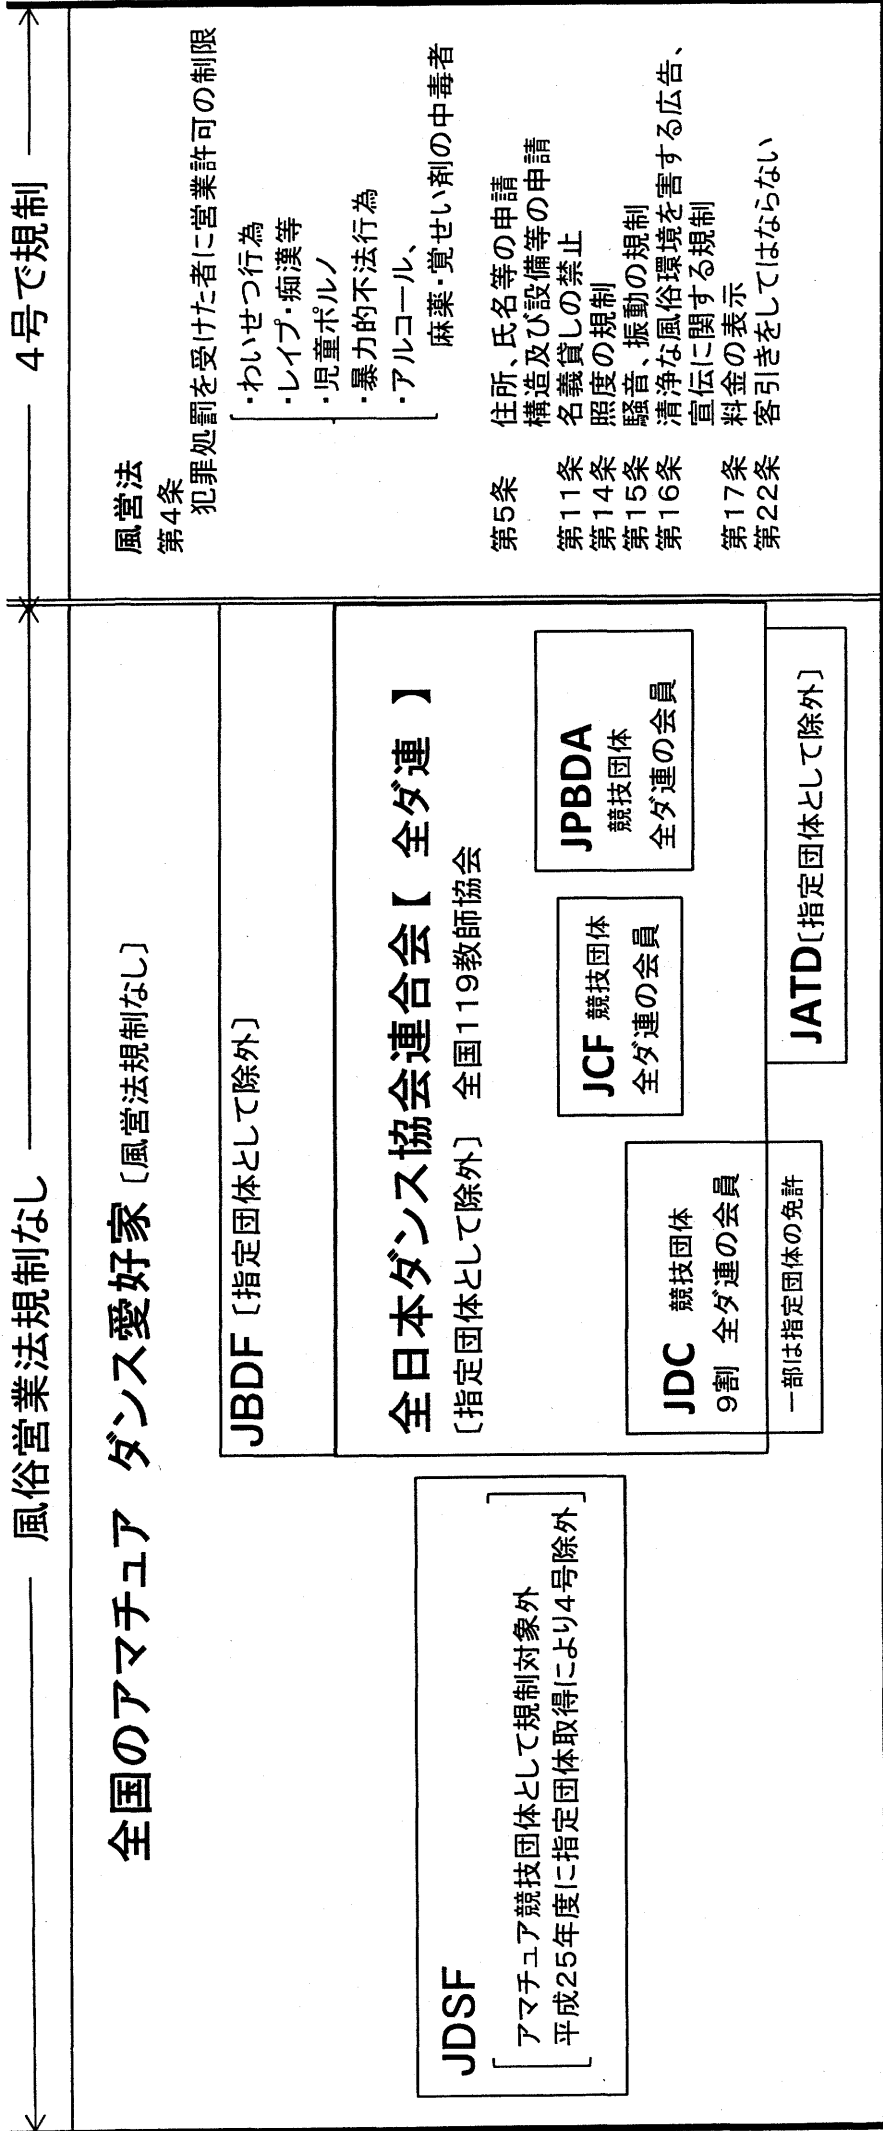 風俗営業法規制なし
4号で規制
全国のアマチュア ダンス愛好家〔風営法規制なし〕
JBDF〔指定団体として除外〕
全日本ダンス協会連合会【 全ダ連 】
〔指定団体として除外〕 全国119教師協会
JDSF
アマチュア競技団体として規制対象外
平成25年度に指定団体取得により4号除外
JDC 競技団体
9割 全ダ連の会員
一部は指定団体の免許
JCF 競技団体
全ダ連の会員
JPBDA
競技団体
全ダ連の会員
JATD〔指定団体として除外〕
風営法
第4条
犯罪処罰を受けた者に営業許可の制限
・わいせつ行為
・レイプ・痴漢等
・児童ポルノ
・暴力的不法行為
・アルコール、
麻薬・覚せい剤の中毒者
第5条 住所、氏名等の申請
構造及び設備等の申請
第11条 名義貸しの禁止
第14条 照度の規制
第15条 騒音、振動の規制
第16条 清浄な風俗環境を害する広告、
宣伝に関する規制
第17条 料金の表示
第22条 客引きをしてはならない